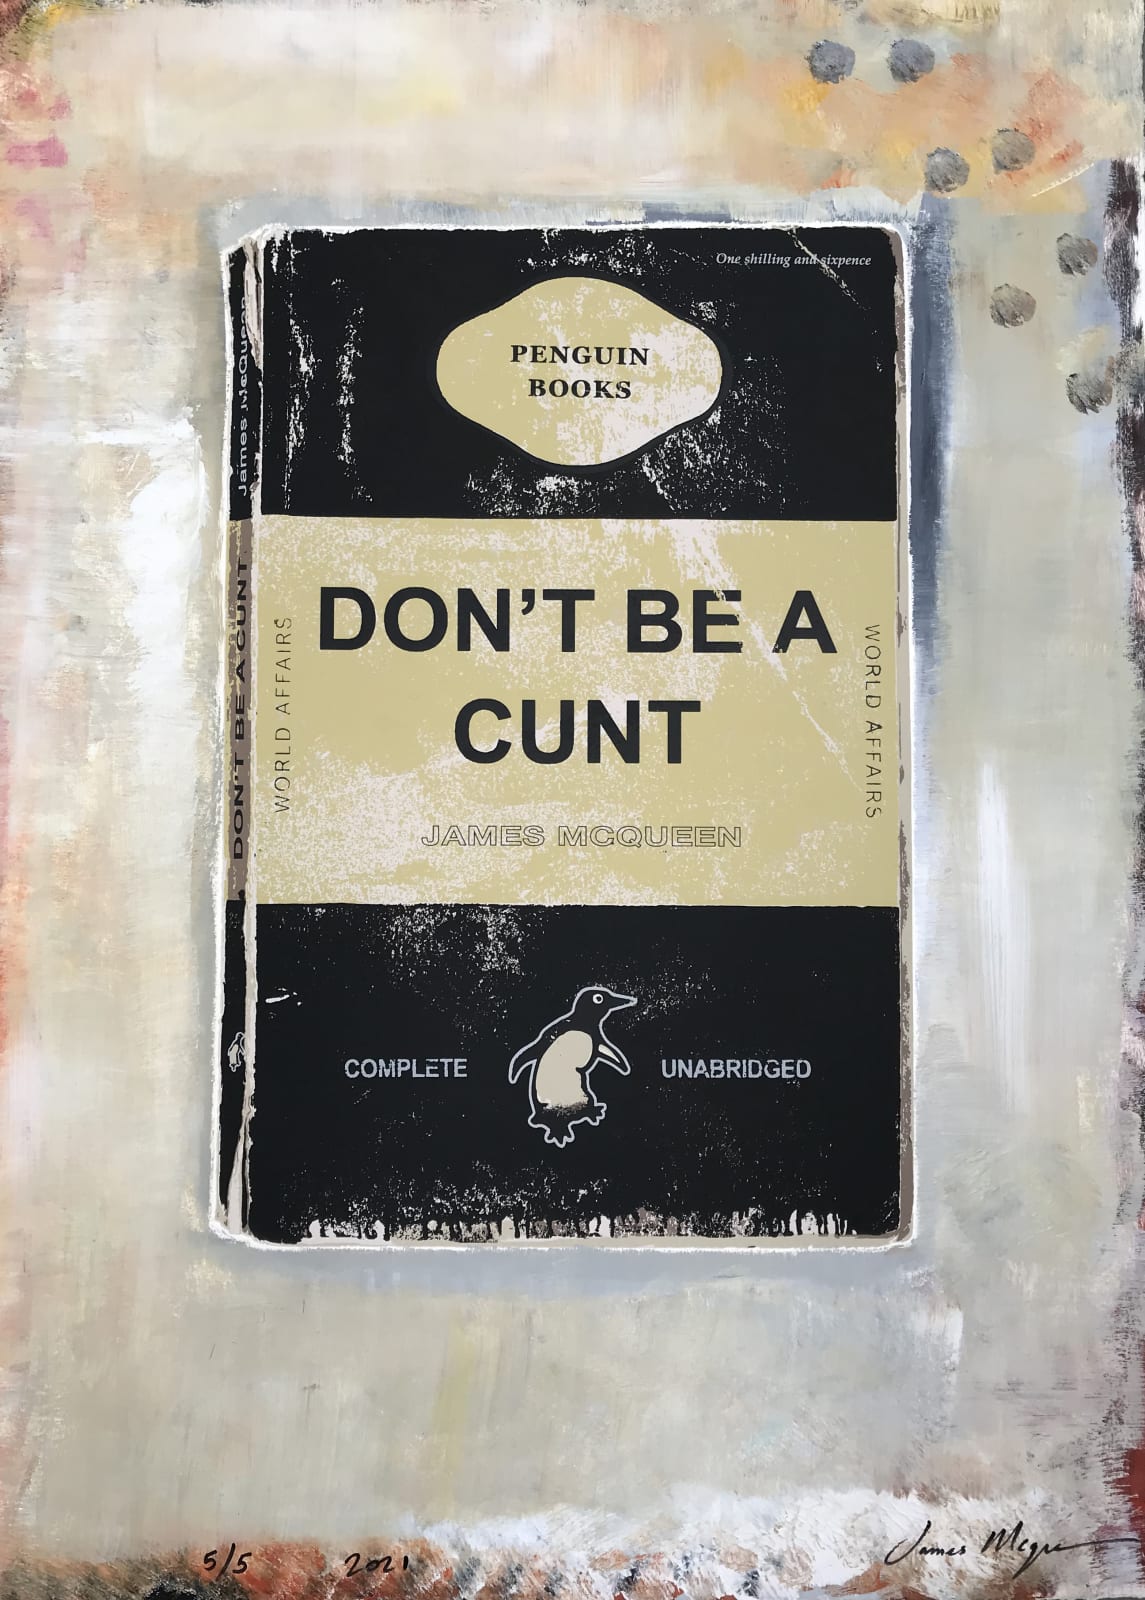 One shilling and sixpence
PENGUIN
BOOKS
James McQueen
DON'T BE A CUNT
WORLD AFFAIRS
DON'T BE A
CUNT
WORLD AFFAIRS
JAMES MCQUEEN
COMPLETE
UNABRIDGED
5/5 2021
James Mcque